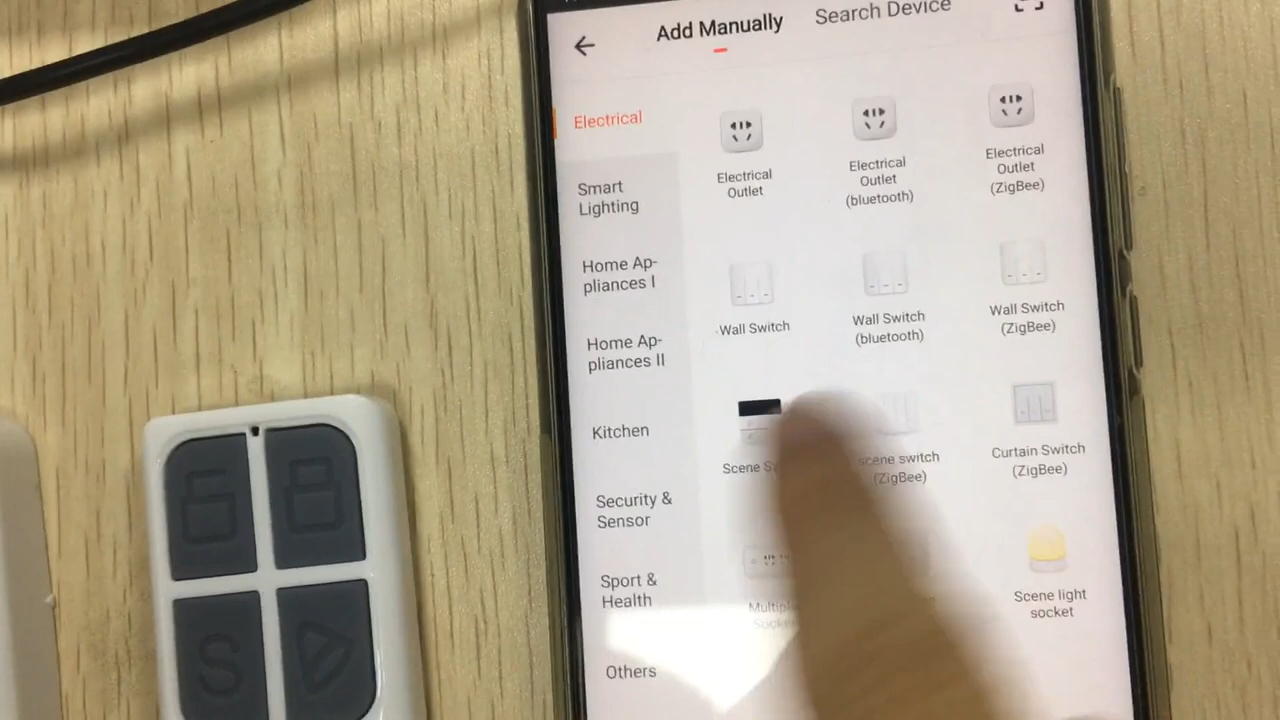 Add Manually
Search Device
Electrical
Smart
Lighting
Home Ap-
pliances I
Home Ap-
pliances II
Kitchen
Security &
Sensor
Sport &
Health
Others
Electrical
Outlet
Electrical
Outlet
(bluetooth)
Electrical
Outlet
(ZigBee)
Wall Switch
Wall Switch
(bluetooth)
Wall Switch
(ZigBee)
Scene
scene switch
(ZigBee)
Curtain Switch
(ZigBee)
Scene light
socket
S